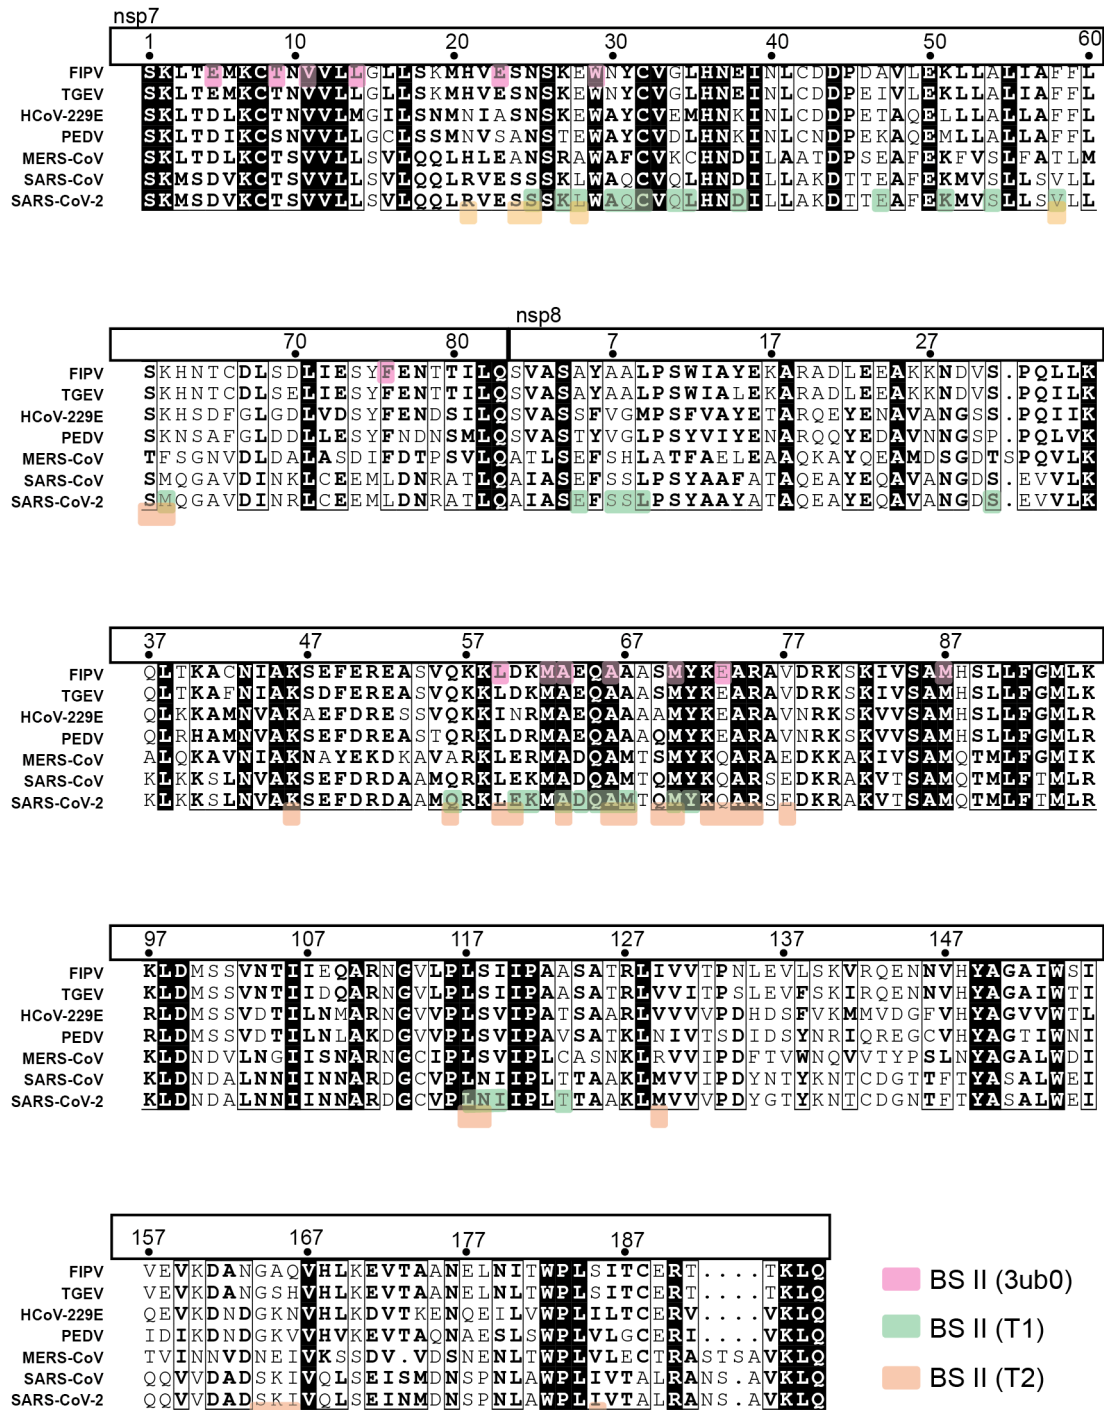 nsp7
1 10 20 30 40 50 60
FIPV SKLTEMKCTNVVLLGLLSKMHVESNSKEWNYCVGLHNEINLCDDPDAVLEKLLALIAFFL
TGEV SKLTEMKCTNVVLLGLLSKMHVESNSKEWNYCVGLHNEINLCDDPEIVLEKLLALIAFFL
HCoV-229E SKLTDLKCTNVVLMGILSNMNIASNSKEWAYCVEMHNKINLCDDPETAQELLLALLAFFL
PEDV SKLTDIKCTNVVLLGCLSSMNVSANSTEWAYCVDLHNKINLCNDPEKAQEMLLALLAFFL
MERS-CoV SKLTDLKCTSVVLLSVLQQLHLEANSRAWAFCVKCHNDILAATDPSEAFEKFVSLFATLM
SARS-CoV SKMSDVKCTSVVLLSVLQQLRVESSSKLWAQCVQLHNDILLAKDTTEAFEKMVSLLSVLL
SARS-CoV-2 SKMSDVKCTSVVLLSVLQQLRVESSSKLWAQCVQLHNDILLAKDTTEAFEKMVSLLSVLL
nsp8
70 80 7 17 27
FIPV SKHNTCDLSDLIESYFENTTILQSVASAYAALPSWIAYEKARADLEEAKKNDVS.PQLLK
TGEV SKHNTCDLSELIESYFENTTILQSVASAYAALPSWIALEKARADLEEAKKNDVS.PQILK
HCoV-229E SKHSDFGLGDLVDSYFENDSILQSVASSFVGMPSFVAYETARQEYENAVANGSS.PQIIK
PEDV SKNSAFGLDDLLESYFNDNSMLQSVASTYVGLPSYVIYENARQQYEDAVNNGSP.PQLVK
MERS-CoV TFSGNVDLDALASDIFDTPSVLQATLSEFSHLATFAELEAAQKAYQEAMDSGDTSPQVLK
SARS-CoV SMQGAVDINKLCEEMLDNRATLQAIASEFSSLPSYAAFATAQEAYEQAVANGDS.EVVLK
SARS-CoV-2 SMQGAVDINRLCEEMLDNRATLQAIASEFSSLPSYAAYATAQEAYEQAVANGDS.EVVLK
37 47 57 67 77 87
FIPV QLTKACNIAKSEFEREASVQKKLDKMAEQAAASMYKEARAVDRKSKIVSAMHSLLFGMLK
TGEV QLTKAFNIAKSDFEREASVQKKLDKMAEQAAASMYKEARAVDRKSKIVSAMHSLLFGMLK
HCoV-229E QLKKAMNVAKAEFDRESSVQKKINRMAEQAAAAMYKEARAVNRKSKVVSAMHSLLFGMLR
PEDV QLRHAMNVAKSEFDREASTQRKLDRMAEQAAAQMYKEARAVNRKSKVVSAMHSLLFGMLR
MERS-CoV ALQKAVNIAKNAYEKDKAVARKLERMADQAMTSMYKQARAEDKKAKIVSAMQTMLFGMIK
SARS-CoV KLKKSLNVAKSEFDRDAAMQRKLEKMADQAMTQMYKQARSEDKRAKVTSAMQTMLFTMLR
SARS-CoV-2 KLKKSLNVAKSEFDRDAAMQRKLEKMADQAMTQMYKQARSEDKRAKVTSAMQTMLFTMLR
97 107 117 127 137 147
FIPV KLDMSSVNTIIEQARNGVLPLSIIPAASATRLIVVTPNLEVLSKVRQENNVHYAGAIWSI
TGEV KLDMSSVNTIIDQARNGVLPLSIIPAASATRLVVITPSLEVFSKIRQENNVHYAGAIWTI
HCoV-229E RLDMSSVDTILNMARNGVVPLSVIPATSAARLVVVVPDHDSFVKMMVDGFVHYAGVVWTL
PEDV RLDMSSVDTILNLAKDGVVPLSVIPAVSATKLNIVTSDIDSYNRIQREGCVHYAGTIWNI
MERS-CoV KLDNDVLNGIISNARNGCIPLSVIPLCASNKLRVVIPDFTVWNQVVTYPSLNYAGALWDI
SARS-CoV KLDNDALNNIINNARDGCVPLNIIPLTTAAKLMVVIPDYNTYKNTCDGTTFTYASALWEI
SARS-CoV-2 KLDNDALNNIINNARDGCVPLNIIPLTTAAKLMVVVPDYGTYKNTCDGNTFTYASALWEI
157 167 177 187
FIPV VEVKDANGAQVHLKEVTAANELNITWPLSITCERT....TKLQ
TGEV VEVKDANGSHVHLKEVTAANELNLTWPLSITCERT....TKLQ
HCoV-229E QEVKDNDGKNVHLKDVTKENQEILVWPLILTCERV....VKLQ
PEDV IDIKDNDGKVVHVKEVTAQNAESLSWPLVLGCERI....VKLQ
MERS-CoV TVINNVDNEIVKSSDV.VDSNENLTWPLVLECTRASTSAVKLQ
SARS-CoV QQVVDADSKIVQLSEISMDNSPNLAWPLIVTALRANS.AVKLQ
SARS-CoV-2 QQVVDADSKIVQLSEINMDNSPNLAWPLIVTALRANS.AVKLQ
BS II (3ub0)
BS II (T1)
BS II (T2)